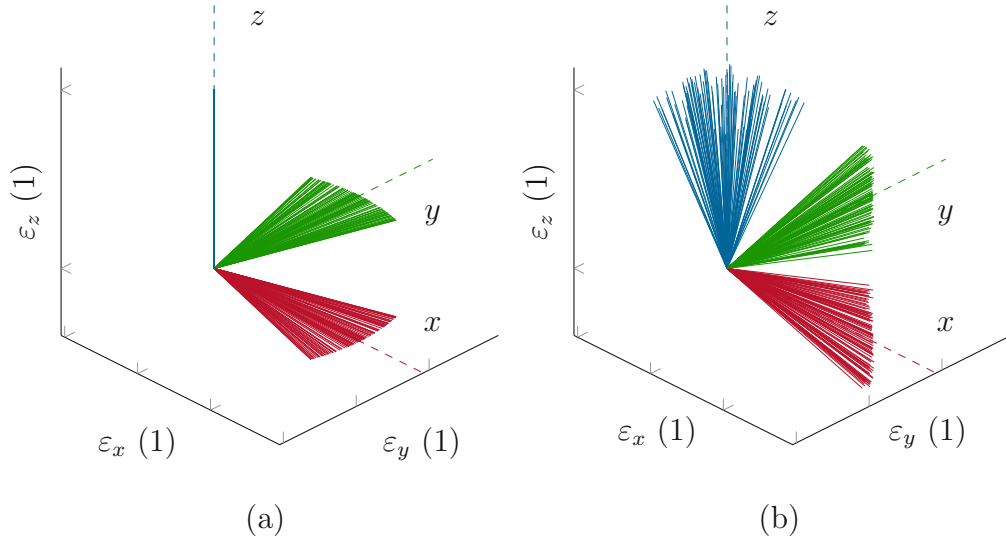 z
y
x
ε_z (1)
ε_x (1)
ε_y (1)
(a)
z
y
x
ε_z (1)
ε_x (1)
ε_y (1)
(b)